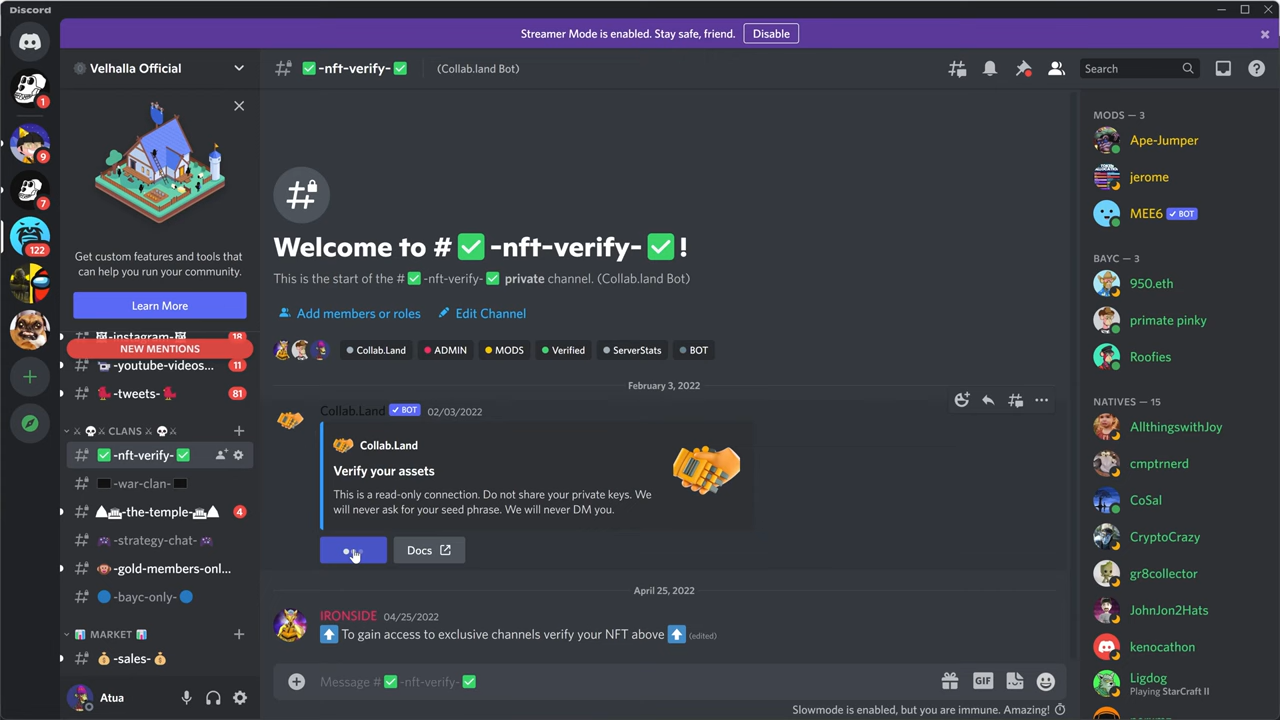 Discord
Streamer Mode is enabled. Stay safe, friend.
Disable
Velhalla Official
✅-nft-verify-✅
(Collab.land Bot)
Search
1
9
7
122
Get custom features and tools that
can help you run your community.
Learn More
-instagram-
18
NEW MENTIONS
-youtube-videos...
11
-tweets-
81
CLANS
✅-nft-verify-✅
-war-clan-
-the-temple-
4
-strategy-chat-
-gold-members-onl...
-bayc-only-
MARKET
-sales-
Atua
Welcome to #✅-nft-verify-✅!
This is the start of the #✅-nft-verify-✅ private channel. (Collab.land Bot)
Add members or roles
Edit Channel
Collab.Land
ADMIN
MODS
Verified
ServerStats
BOT
February 3, 2022
Collab.Land ✓ BOT 02/03/2022
Collab.Land
Verify your assets
This is a read-only connection. Do not share your private keys. We
will never ask for your seed phrase. We will never DM you.
Docs
April 25, 2022
IRONSIDE 04/25/2022
⬆ To gain access to exclusive channels verify your NFT above ⬆ (edited)
Message #✅-nft-verify-✅
GIF
Slowmode is enabled, but you are immune. Amazing!
MODS — 3
Ape-Jumper
jerome
MEE6 ✓ BOT
BAYC — 3
950.eth
primate pinky
Roofies
NATIVES — 15
AllthingswithJoy
cmptrnerd
CoSal
CryptoCrazy
gr8collector
JohnJon2Hats
kenocathon
Ligdog
Playing StarCraft II